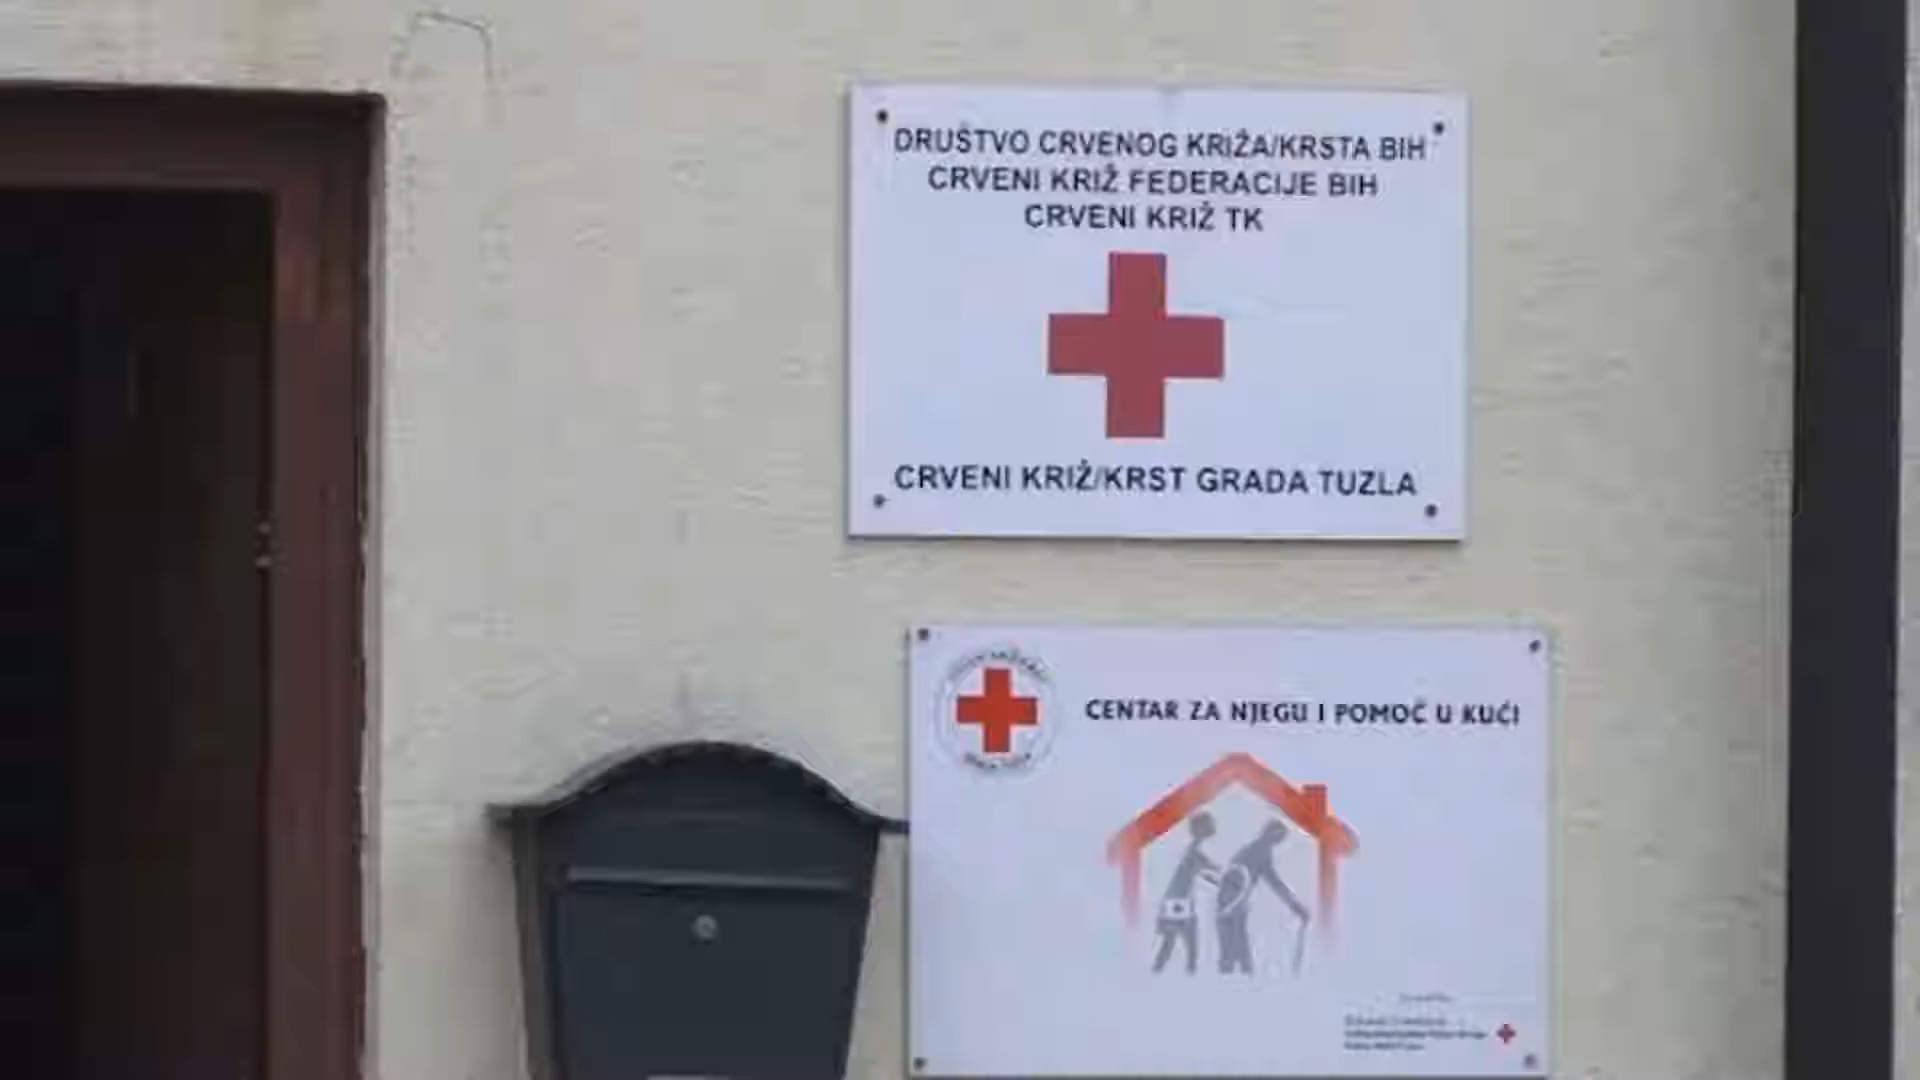 DRUŠTVO CRVENOG KRIŽA/KRSTA BIH
CRVENI KRIŽ FEDERACIJE BIH
CRVENI KRIŽ TK
CRVENI KRIŽ/KRST GRADA TUZLA
CENTAR ZA NJEGU I POMOĆ U KUĆI